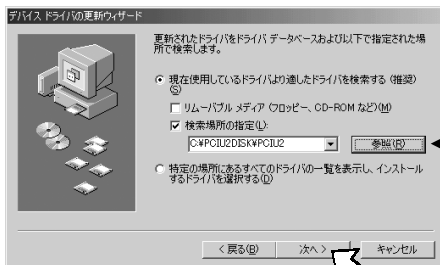 デバイス ドライバの更新ウィザード
更新されたドライバをドライバ データベースおよび以下で指定された場
所で検索します。
現在使用しているドライバより適したドライバを検索する (推奨)
(S)
リムーバブル メディア (フロッピー、CD-ROM など)(M)
検索場所の指定(L):
C:¥PCIU2DISK¥PCIU2
参照(R)
特定の場所にあるすべてのドライバの一覧を表示し、インストール
するドライバを選択する(D)
< 戻る(B)
次へ >
キャンセル